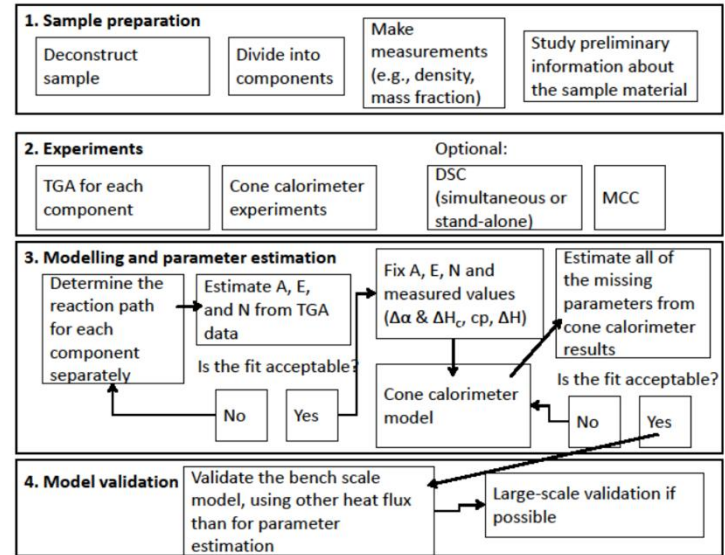 1. Sample preparation
Deconstruct
sample
Divide into
components
Make
measurements
(e.g., density,
mass fraction)
Study preliminary
information about
the sample material
2. Experiments
Optional:
TGA for each
component
Cone calorimeter
experiments
DSC
(simultaneous or
stand-alone)
MCC
3. Modelling and parameter estimation
Determine the
reaction path
for each
component
separately
Estimate A, E,
and N from TGA
data
Is the fit acceptable?
No
Yes
Fix A, E, N and
measured values
(Δα & ΔHc, cp, ΔH)
Cone calorimeter
model
Estimate all of
the missing
parameters from
cone calorimeter
results
Is the fit acceptable?
No
Yes
4. Model validation
Validate the bench scale
model, using other heat flux
than for parameter
estimation
Large-scale validation if
possible